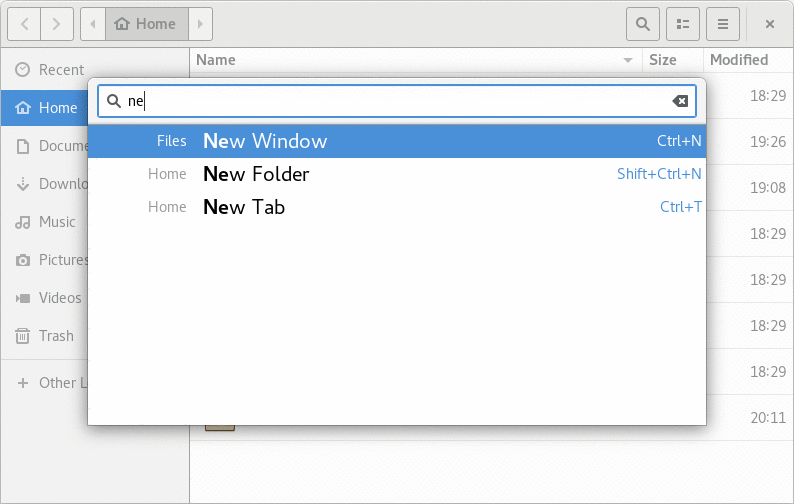 Home
Name Size Modified
Recent
18:29
ne
Home
Files New Window Ctrl+N
19:26
Home New Folder Shift+Ctrl+N
19:08
Home New Tab Ctrl+T
Music
18:29
Pictures
18:29
Videos
18:29
Trash
18:29
Other
20:11